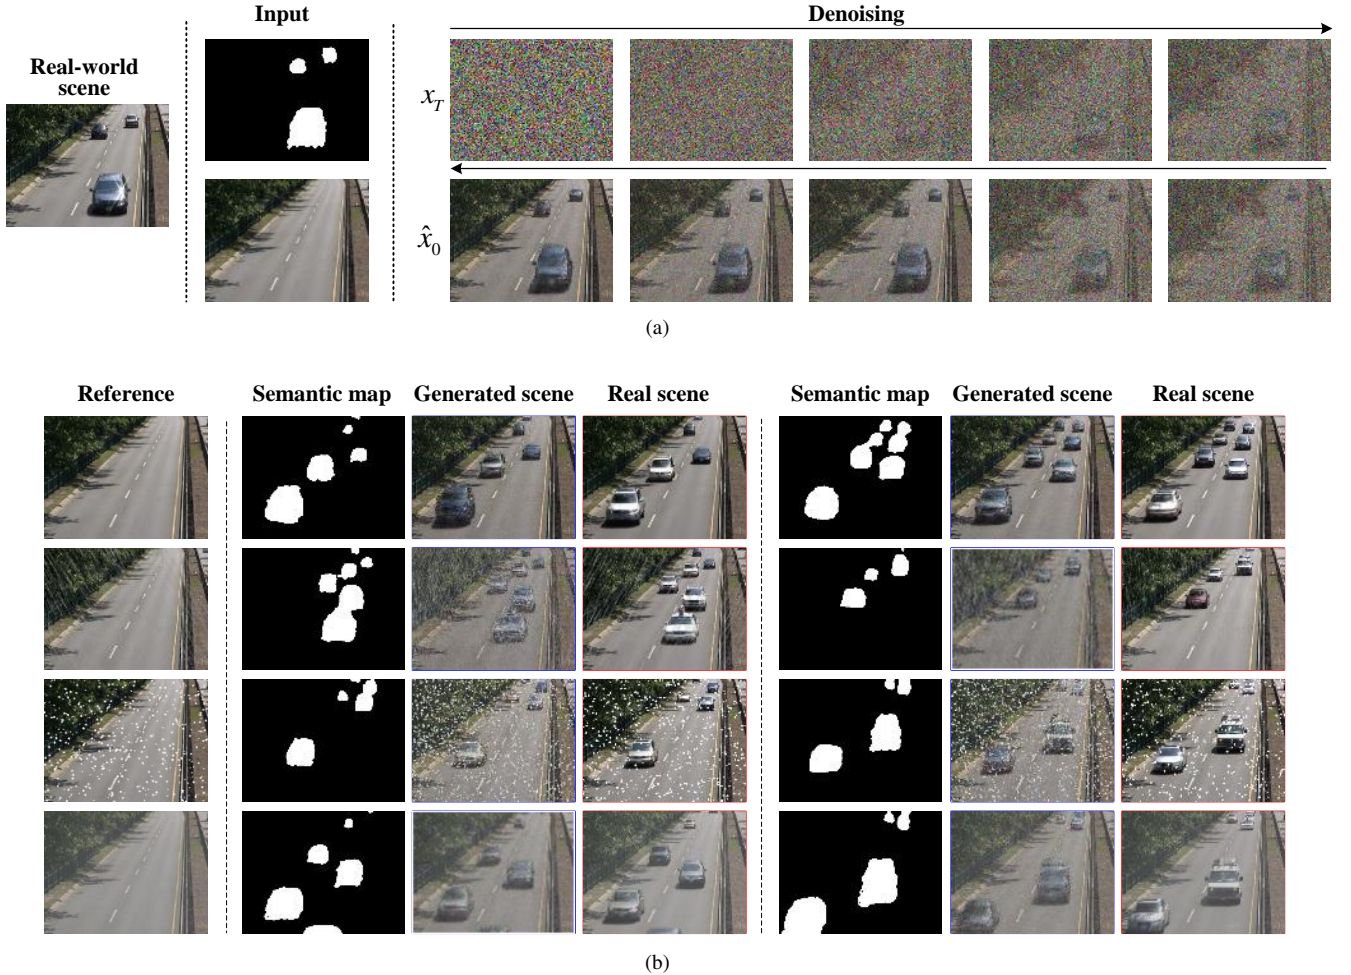 Input
Denoising
Real-world
scene
x_T
x̂_0
(a)
Reference
Semantic map
Generated scene
Real scene
Semantic map
Generated scene
Real scene
(b)